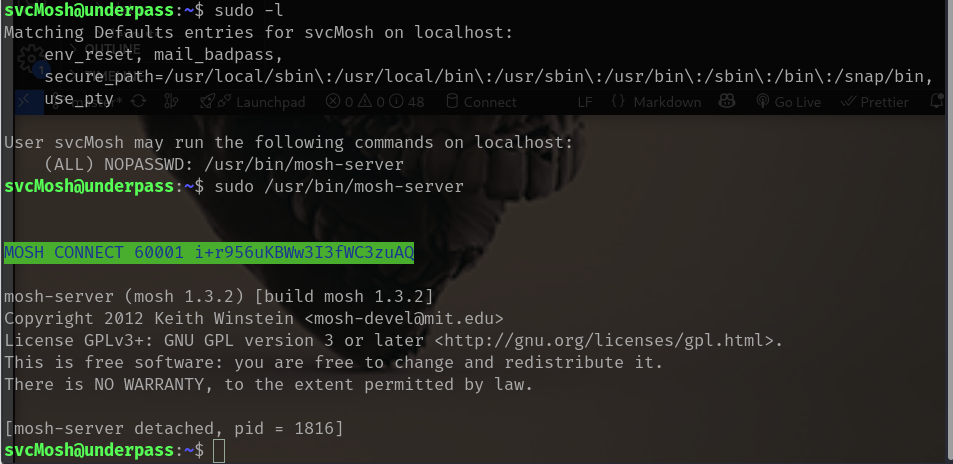 svcMosh@underpass:~$ sudo -l
Matching Defaults entries for svcMosh on localhost:
    env_reset, mail_badpass,
OUTLINE
    secure_path=/usr/local/sbin\:/usr/local/bin\:/usr/sbin\:/usr/bin\:/sbin\:/bin\:/snap/bin,
1
    use_pty
Launchpad 0 0 48 Connect LF {} Markdown Go Live Prettier
User svcMosh may run the following commands on localhost:
    (ALL) NOPASSWD: /usr/bin/mosh-server
svcMosh@underpass:~$ sudo /usr/bin/mosh-server
MOSH CONNECT 60001 i+r956uKBWw3I3fWC3zuAQ
mosh-server (mosh 1.3.2) [build mosh 1.3.2]
Copyright 2012 Keith Winstein <mosh-devel@mit.edu>
License GPLv3+: GNU GPL version 3 or later <http://gnu.org/licenses/gpl.html>.
This is free software: you are free to change and redistribute it.
There is NO WARRANTY, to the extent permitted by law.
[mosh-server detached, pid = 1816]
svcMosh@underpass:~$